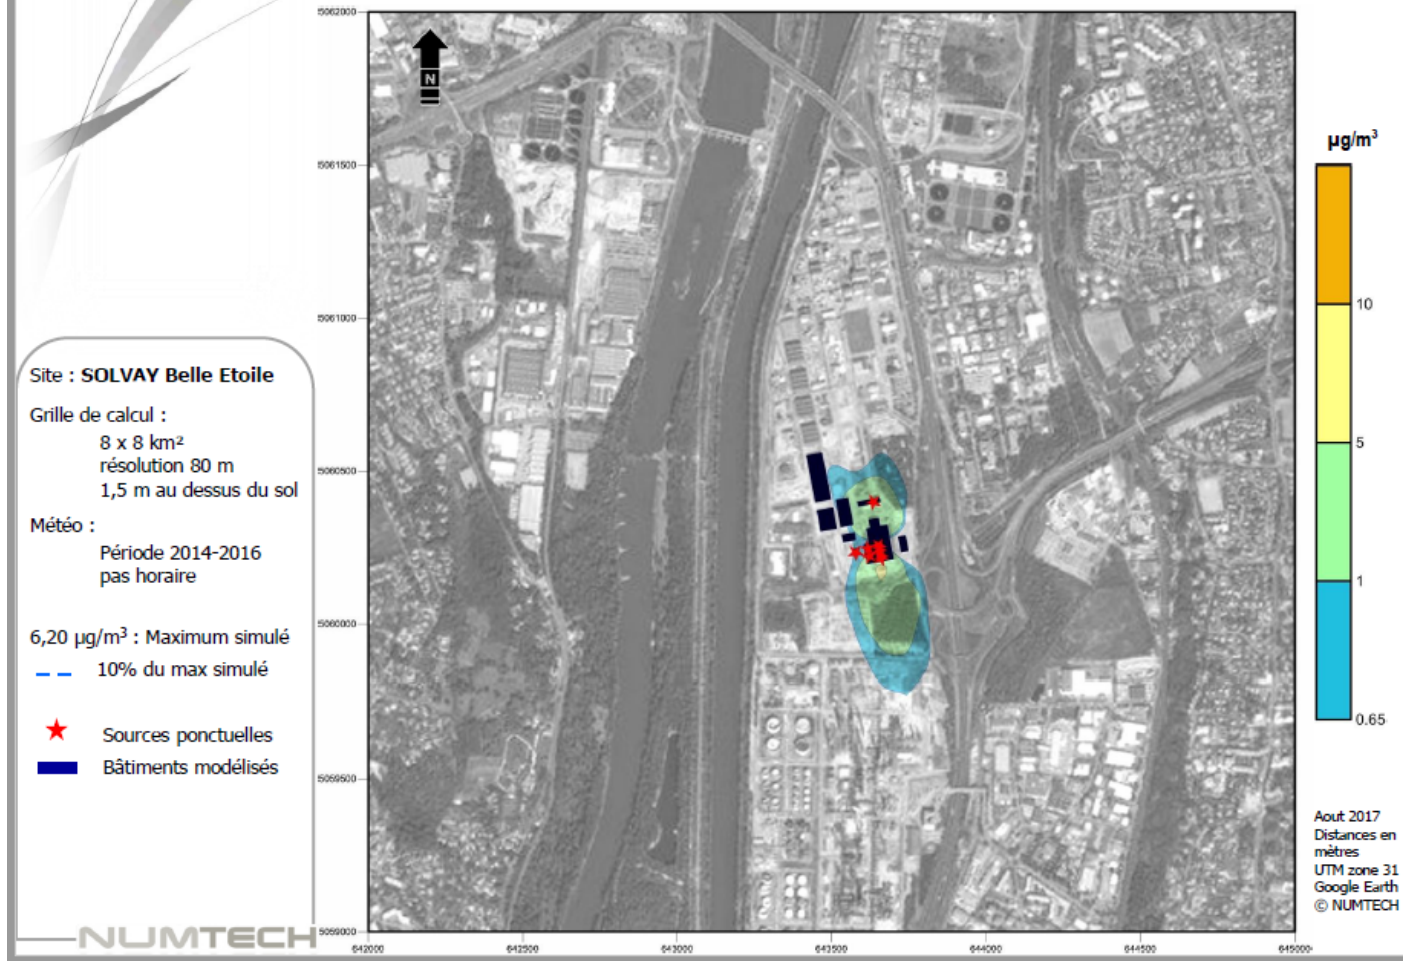 Site : SOLVAY Belle Etoile
Grille de calcul :
8 x 8 km²
résolution 80 m
1,5 m au dessus du sol
Météo :
Période 2014-2016
pas horaire
6,20 µg/m³ : Maximum simulé
10% du max simulé
Sources ponctuelles
Bâtiments modélisés
NUMTECH
N
5062000
5061500
5061000
5060500
5060000
5059500
5059000
642000
642500
643000
643500
644000
644500
645000
µg/m³
10
5
1
0.65
Aout 2017
Distances en
mètres
UTM zone 31
Google Earth
© NUMTECH